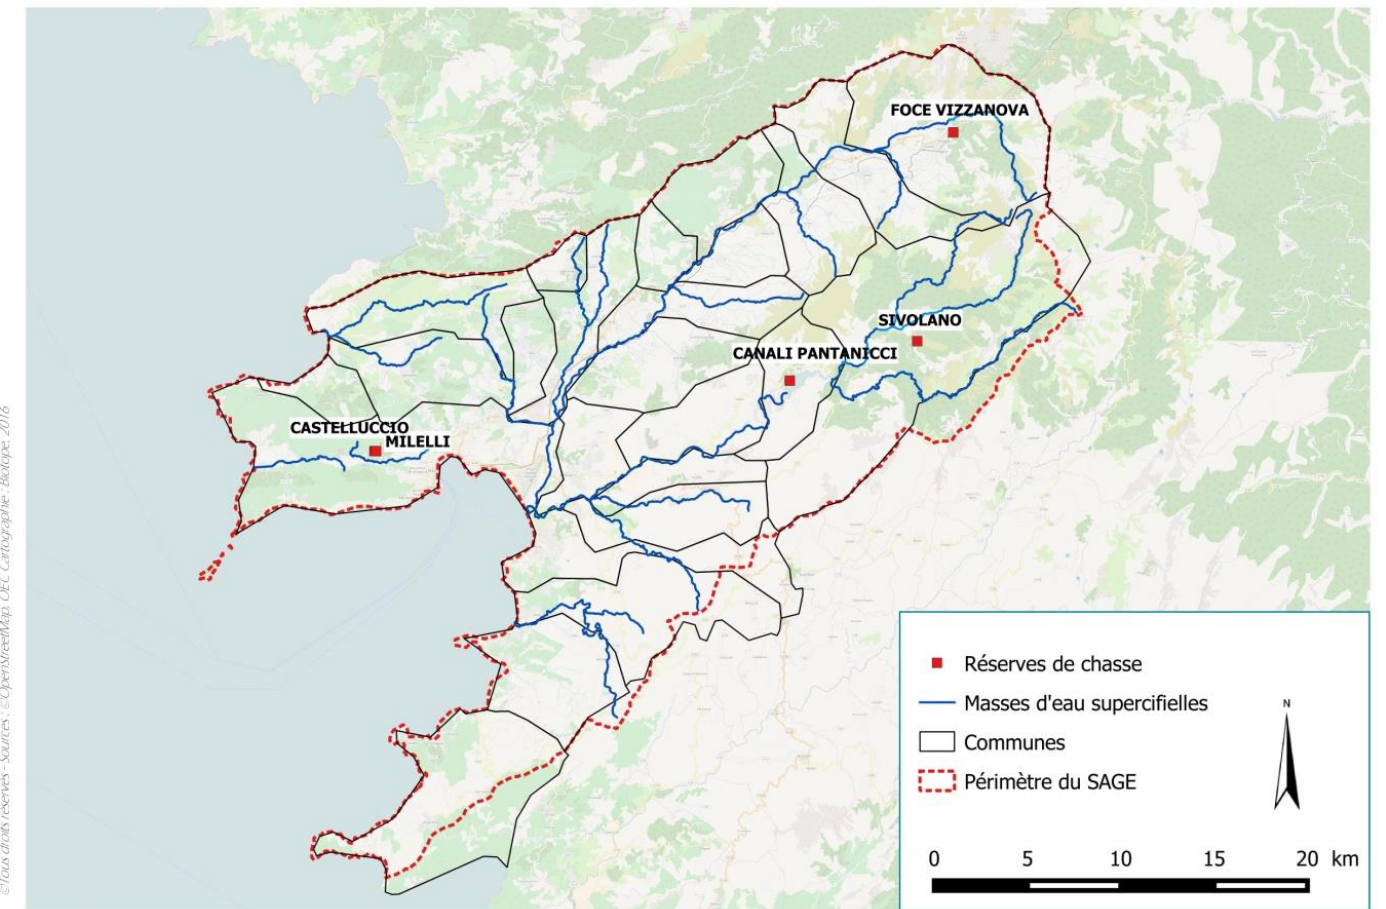 FOCE VIZZANOVA
SIVOLANO
CANALI PANTANICCI
CASTELLUCCIO
MILELLI
©Tous droits réservés - Sources : ©OpenStreetMap, OEC Cartographie : Biotope, 2016
Réserves de chasse
Masses d'eau supercifielles
Communes
Périmètre du SAGE
N
0 5 10 15 20 km